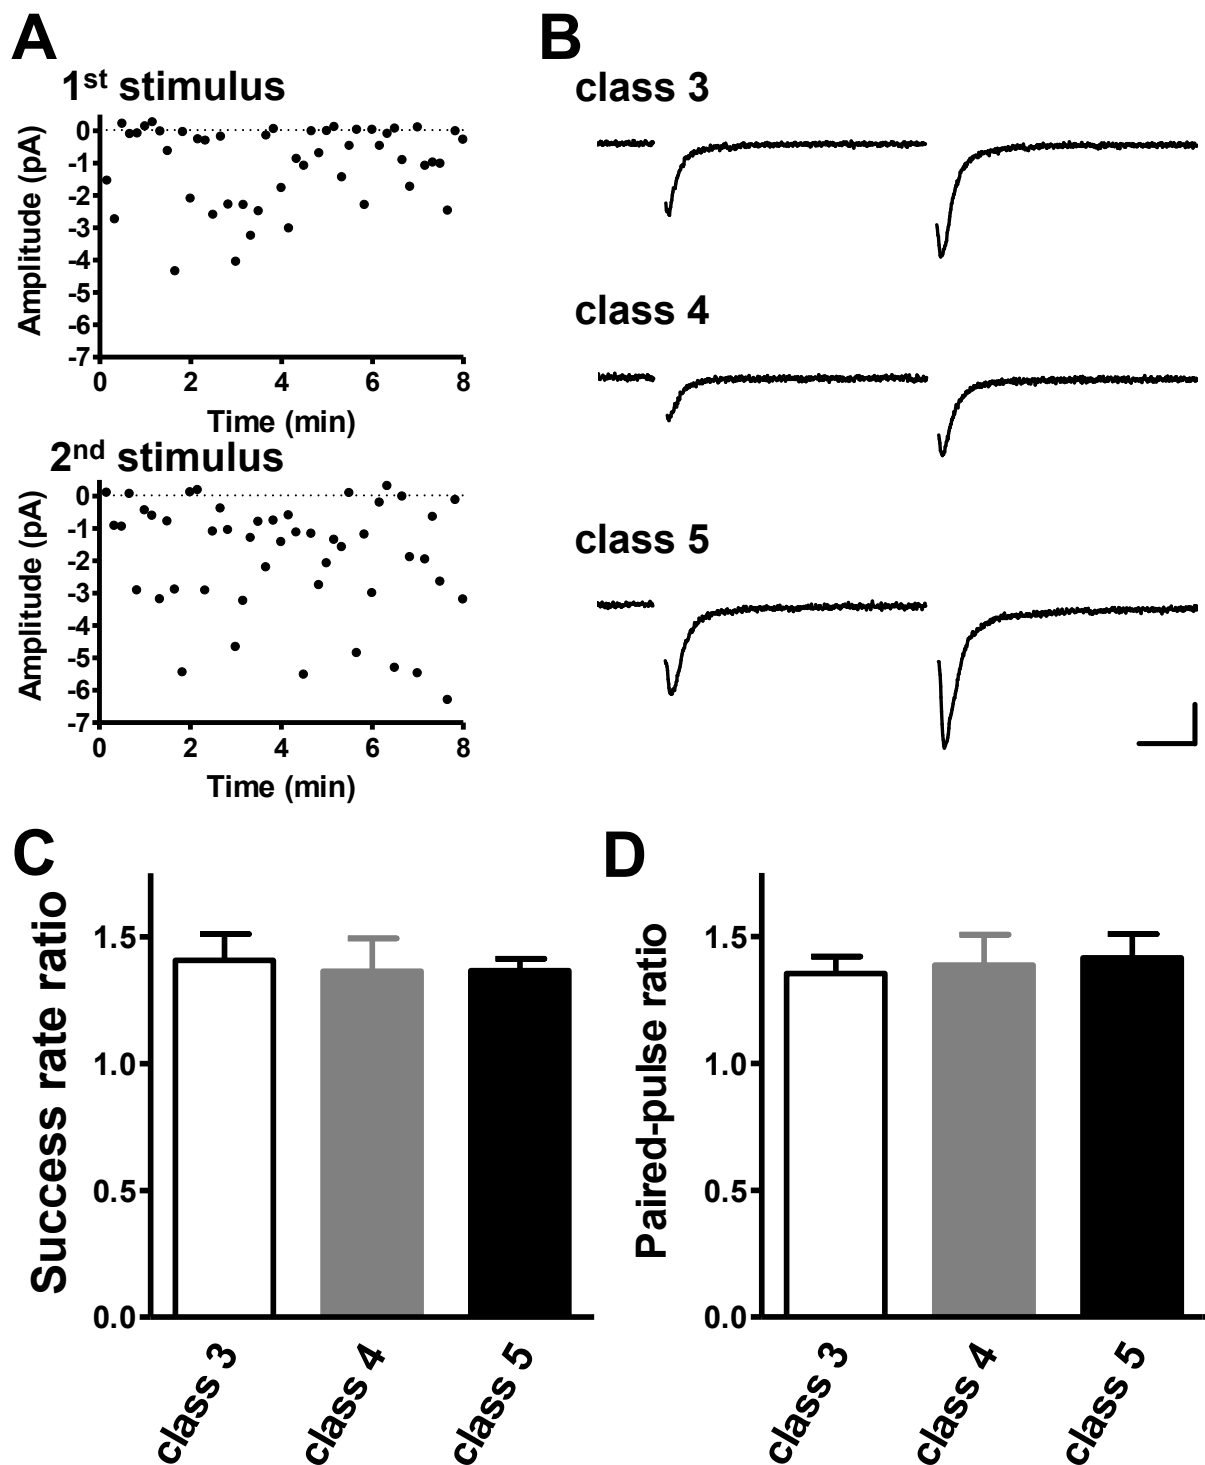 A
1st stimulus
Amplitude (pA)
0
-1
-2
-3
-4
-5
-6
-7
0 2 4 6 8
Time (min)
2nd stimulus
Amplitude (pA)
0
-1
-2
-3
-4
-5
-6
-7
0 2 4 6 8
Time (min)
B
class 3
class 4
class 5
C
Success rate ratio
1.5
1.0
0.5
0.0
class 3 class 4 class 5
D
Paired-pulse ratio
1.5
1.0
0.5
0.0
class 3 class 4 class 5